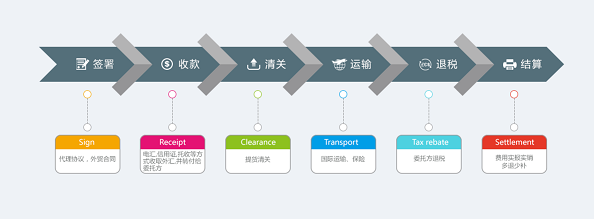 签署
收款
清关
运输
退税
结算
Sign
代理协议，外贸合同
Receipt
电汇,信用证,托收等方
式收取外汇,并转付给
委托方
Clearance
提货清关
Transport
国际运输、保险
Tax rebate
委托方退税
Settlement
费用实报实销
多退少补